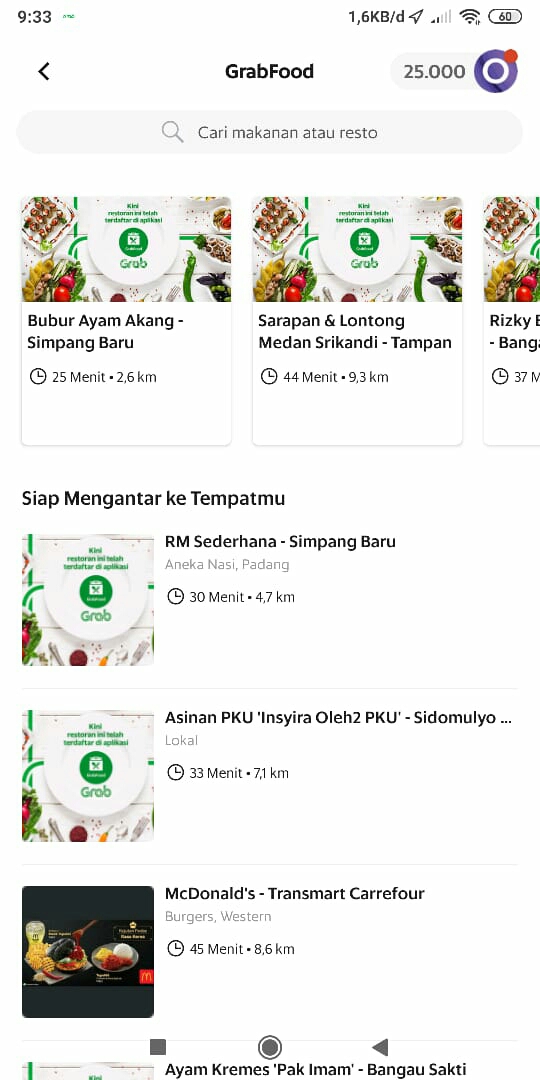 9:33
1,6KB/d
60
GrabFood
25.000
Cari makanan atau resto
Kini
restoran ini telah
terdaftar di aplikasi
GrabFood
Grab
Kini
restoran ini telah
terdaftar di aplikasi
GrabFood
Grab
Bubur Ayam Akang -
Simpang Baru
25 Menit • 2,6 km
Sarapan & Lontong
Medan Srikandi - Tampan
44 Menit • 9,3 km
Rizky
- Bang
37 M
Siap Mengantar ke Tempatmu
Kini
restoran ini telah
terdaftar di aplikasi
GrabFood
Grab
RM Sederhana - Simpang Baru
Aneka Nasi, Padang
30 Menit • 4,7 km
Kini
restoran ini telah
terdaftar di aplikasi
GrabFood
Grab
Asinan PKU 'Insyira Oleh2 PKU' - Sidomulyo ...
Lokal
33 Menit • 7,1 km
McDonald's - Transmart Carrefour
Burgers, Western
45 Menit • 8,6 km
Ayam Kremes 'Pak Imam' - Bangau Sakti